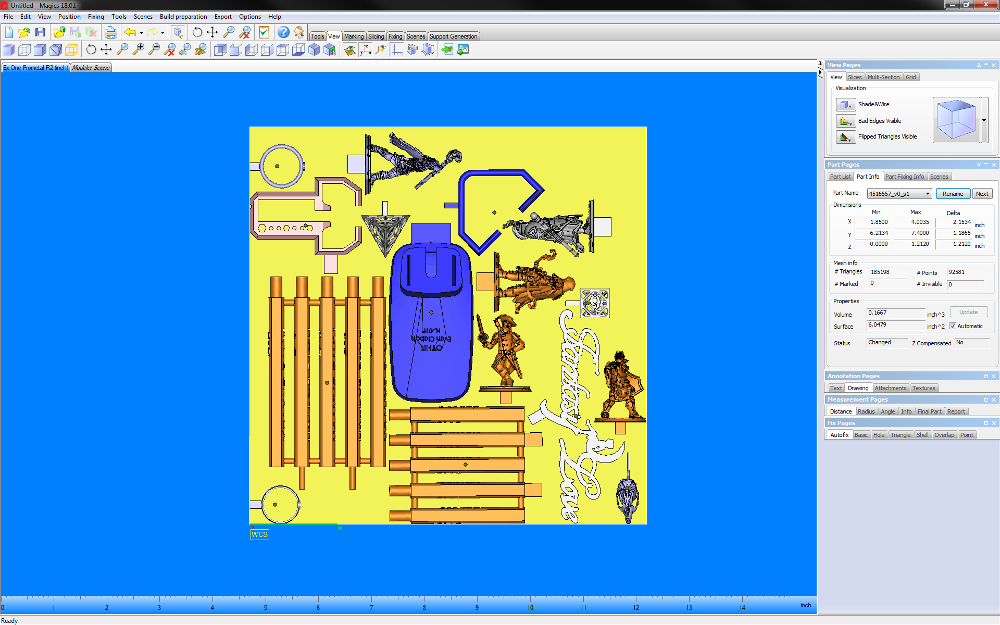 Untitled - Magics 18.01
File Edit View Position Fixing Tools Scenes Build preparation Export Options Help
Tools View Marking Slicing Fixing Scenes Support Generation
PART
Ex One Prometal R2 (inch) Modeler Scene
View Pages
View Slices Multi-Section Grid
Visualization
Shade&Wire
Bad Edges Visible
Flipped Triangles Visible
Part Pages
Part List Part Info Part Fixing Info Scenes
Part Name 4516557_v0_s1 Rename Next
Dimensions
Min Max Delta
X 1.8500 4.0035 2.1534 inch
Y 6.2134 7.4000 1.1865 inch
Z 0.0000 1.2120 1.2120 inch
Mesh info
# Triangles 185198 # Points 92581
# Marked 0 # Invisible 0
Properties
Volume 0.1667 inch^3 Update
Surface 6.0479 inch^2 Automatic
Status Changed Z Compensated No
Annotation Pages
Text Drawing Attachments Textures
Measurement Pages
Distance Radius Angle Info Final Part Report
Fix Pages
Autofix Basic Hole Triangle Shell Overlap Point
9
OTHR
Evan Clabots
N.01R
Fantasy
Love
WCS
0 1 2 3 4 5 6 7 8 9 10 11 12 13 14 inch
Ready